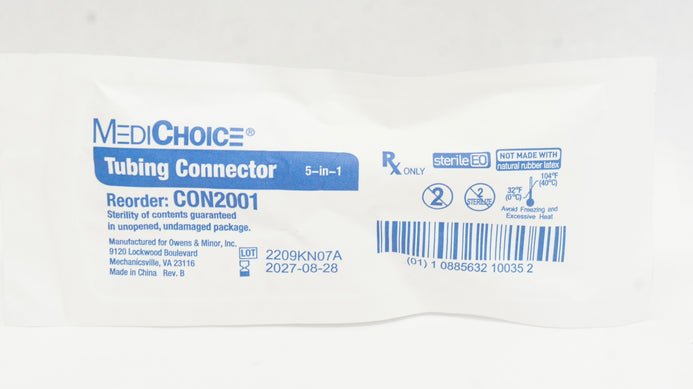 MEDICHOICE®
Tubing Connector 5-in-1
Reorder: CON2001
Sterility of contents guaranteed
in unopened, undamaged package.
Manufactured for Owens & Minor, Inc.
9120 Lockwood Boulevard
Mechanicsville, VA 23116
Made in China Rev. B
LOT 2209KN07A
2027-08-28
Rx ONLY
sterile EO
NOT MADE WITH
natural rubber latex
2
2
STERILIZE
104°F
(40°C)
32°F
(0°C)
Avoid Freezing and
Excessive Heat
(01) 1 0885632 10035 2